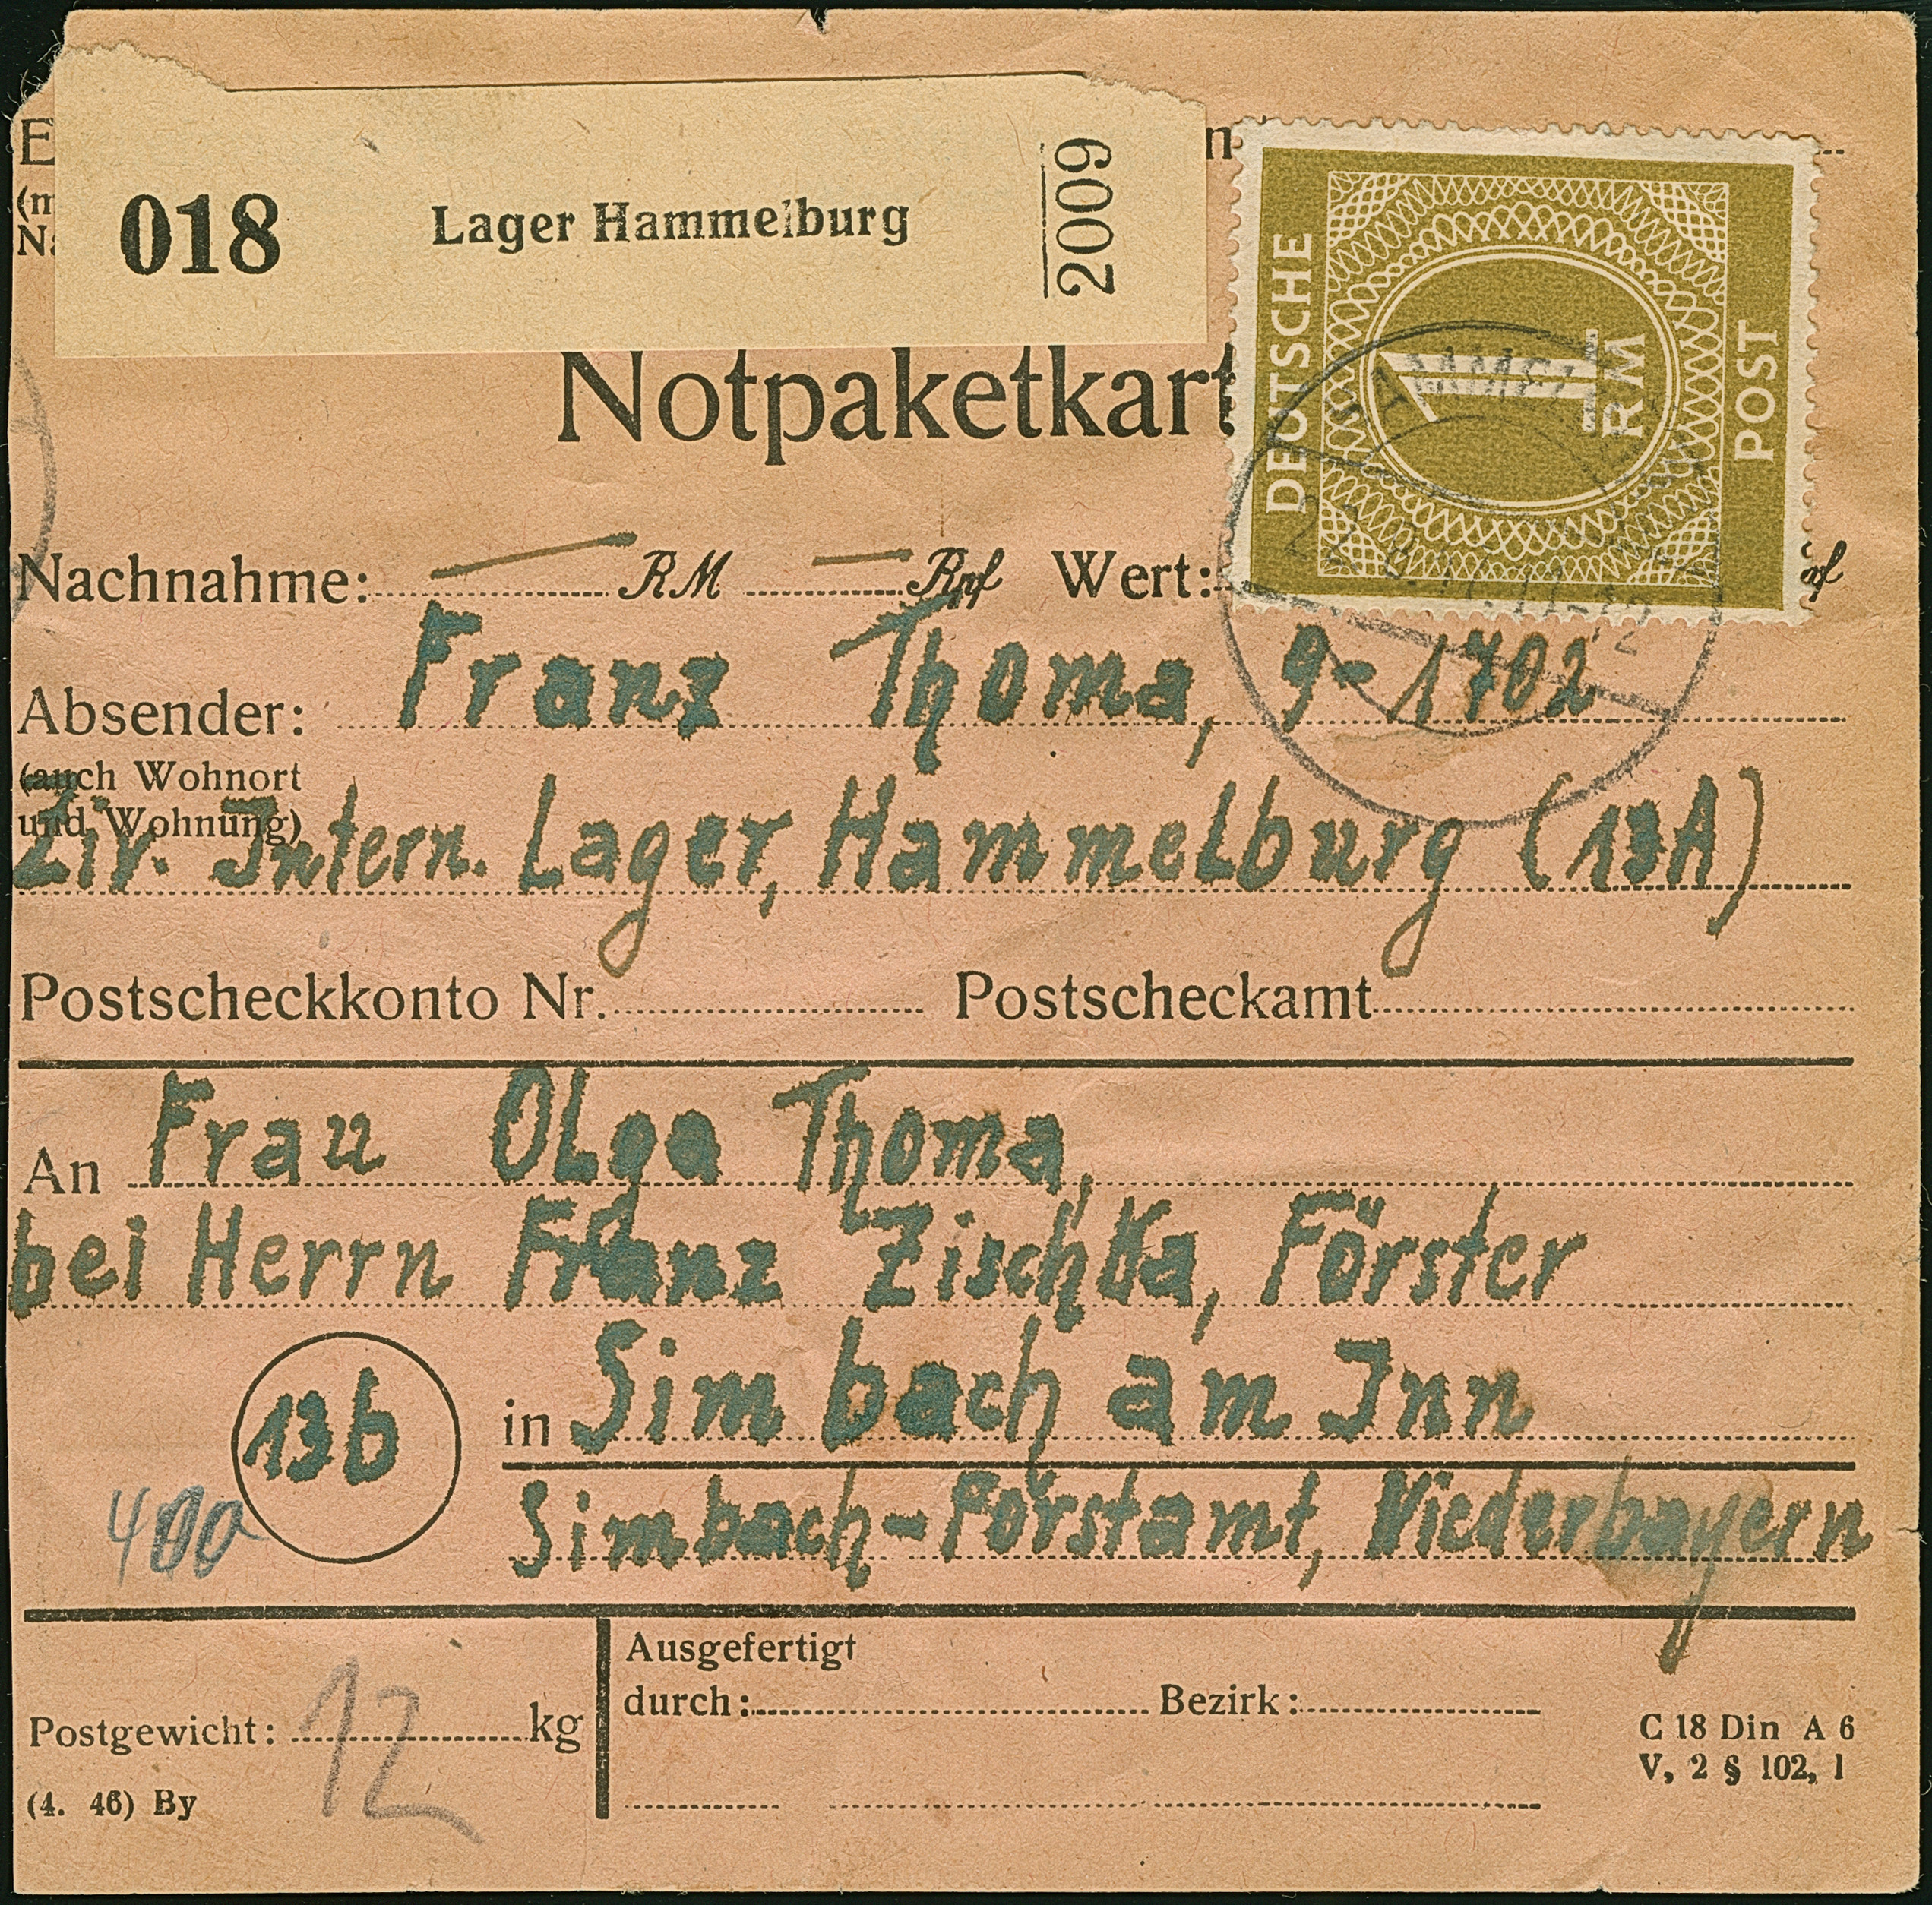 018 Lager Hammelburg 2009
DEUTSCHE
1 RM
POST
Notpaketkart
Nachnahme: RM Rpf Wert:
Absender: Franz Thoma, 9-1702
(auch Wohnort
und Wohnung)
Ziv. Intern. Lager, Hammelburg (13A)
Postscheckkonto Nr. Postscheckamt
An Frau Olga Thoma,
bei Herrn Franz Zischka, Förster
13b in Simbach am Inn
400 Simbach-Forstamt, Niederbayern
Ausgefertigt
durch: Bezirk:
Postgewicht: 12 kg
C 18 Din A 6
V, 2 § 102, 1
(4. 46) By